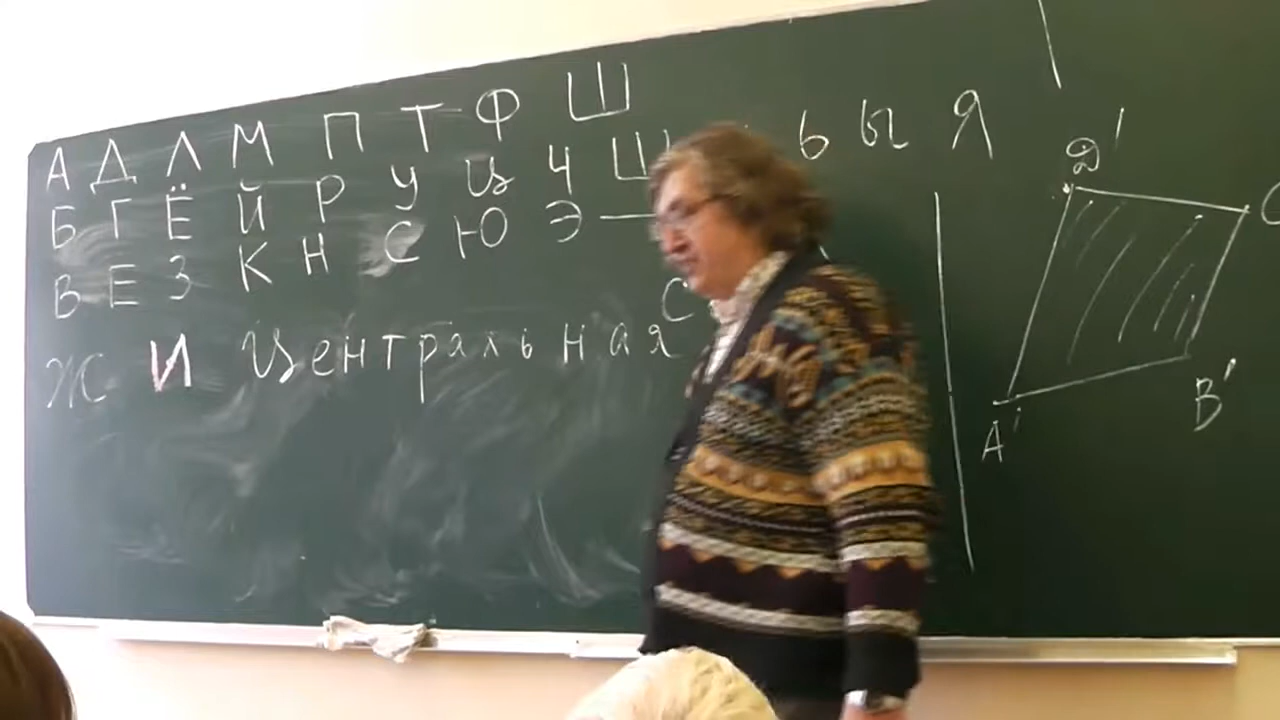 А Д Л М П Т Ф Ш
Б Г Ё Й Р У Ц Ч Щ Ь Ы Я
В Е З К Н С Ю Э
Ж И Центральная С
D' C
A' B'